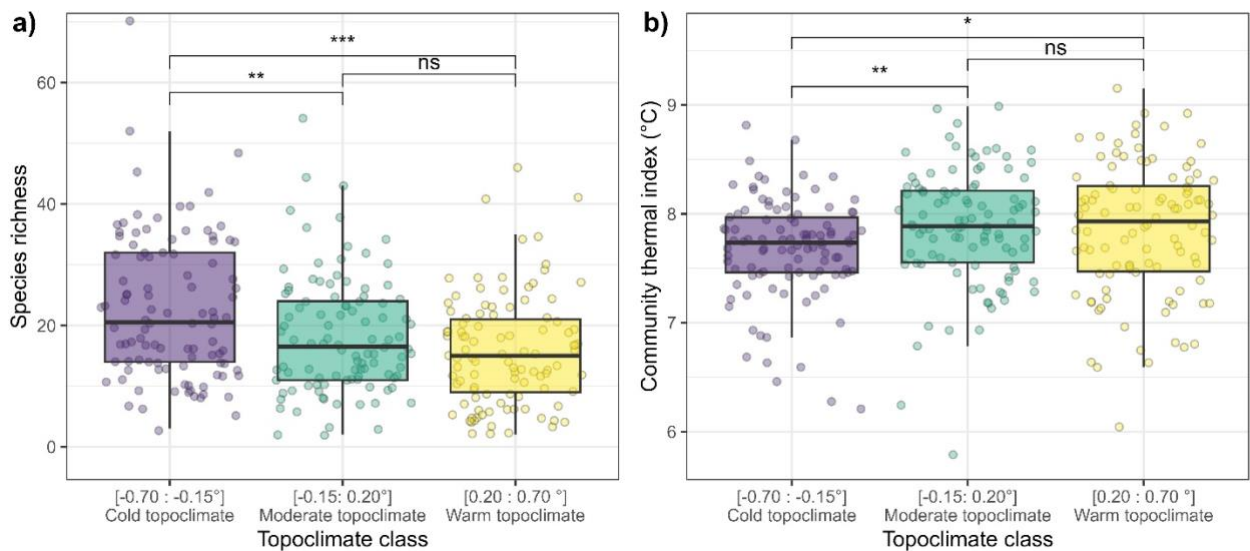 a)
***
**
ns
60
40
20
0
Species richness
[-0.70 : -0.15°]
Cold topoclimate
[-0.15: 0.20°]
Moderate topoclimate
[0.20 : 0.70 °]
Warm topoclimate
Topoclimate class
b)
*
ns
**
9
8
7
6
Community thermal index (°C)
[-0.70 : -0.15°]
Cold topoclimate
[-0.15: 0.20°]
Moderate topoclimate
[0.20 : 0.70 °]
Warm topoclimate
Topoclimate class